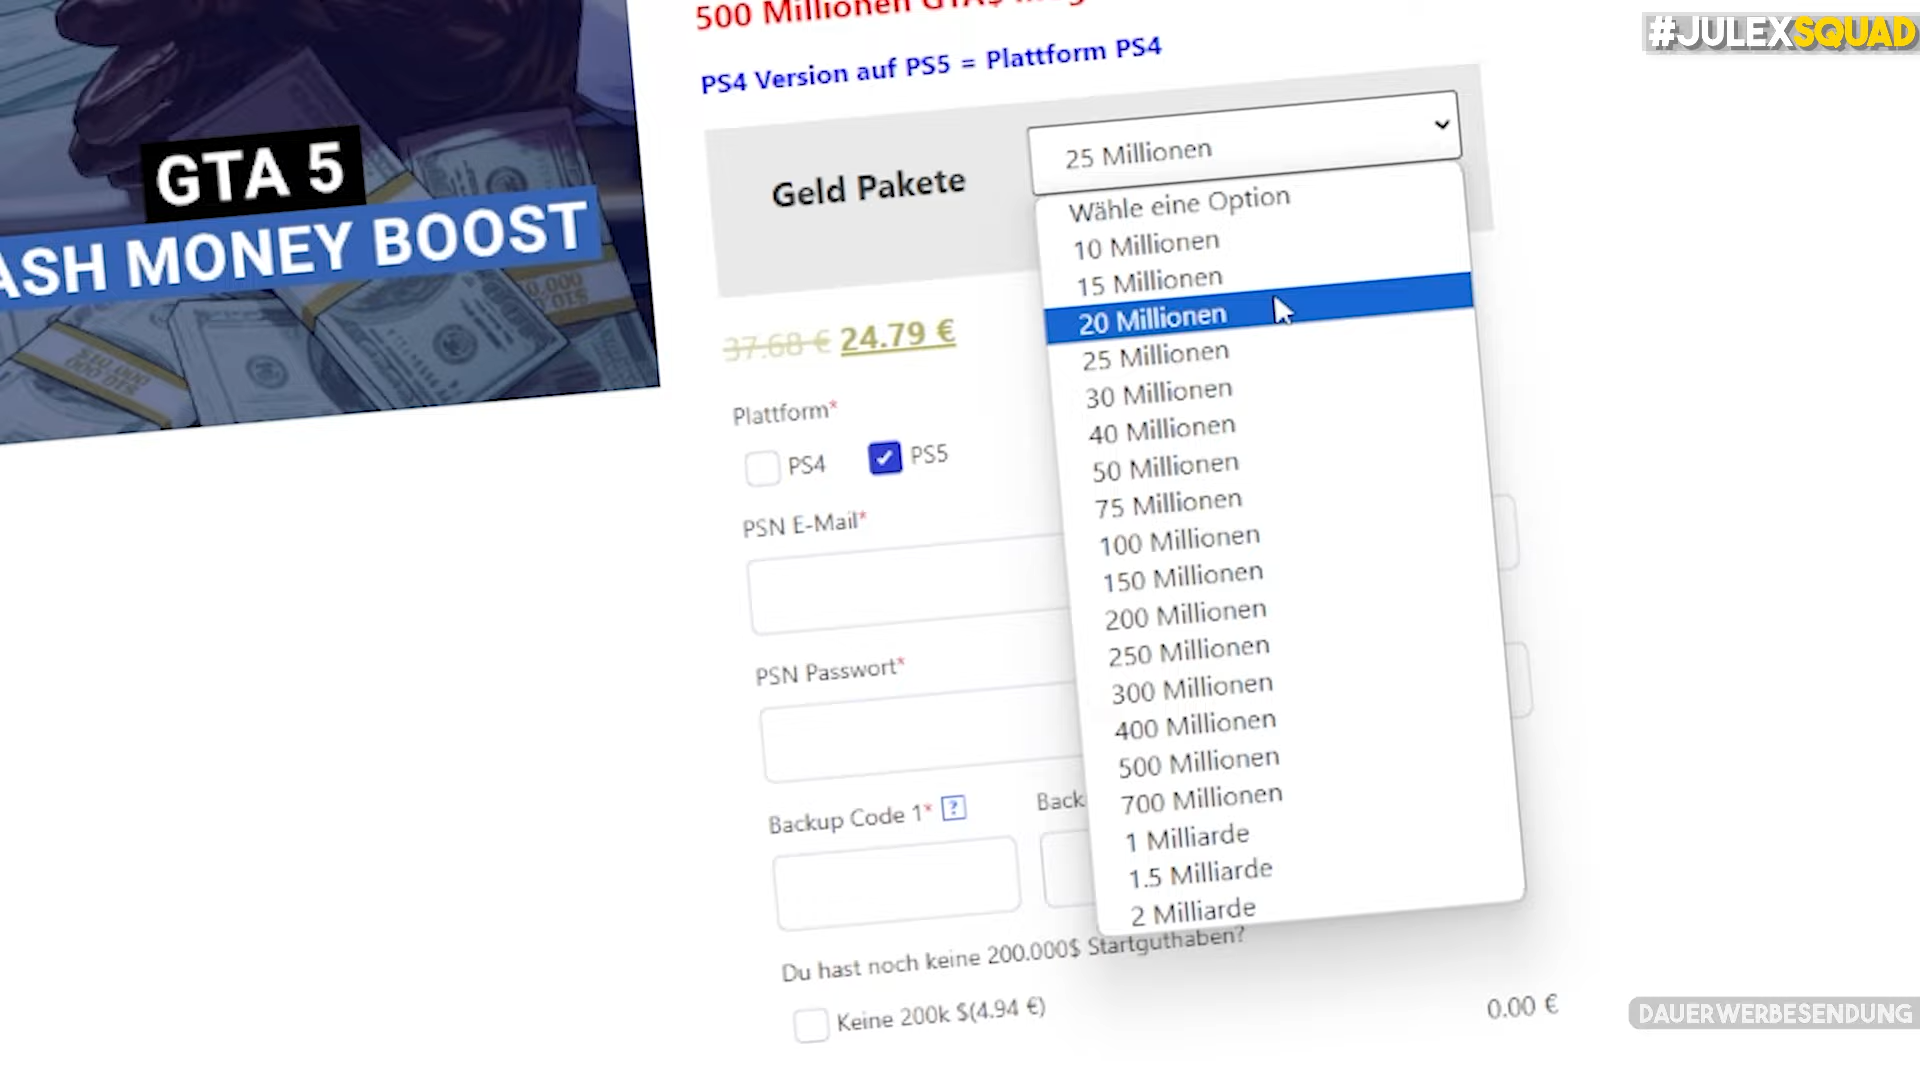 500 Millionen GTA$
#JULEXSQUAD
PS4 Version auf PS5 = Plattform PS4
GTA 5
ASH MONEY BOOST
Geld Pakete
25 Millionen
Wähle eine Option
10 Millionen
15 Millionen
20 Millionen
25 Millionen
30 Millionen
40 Millionen
50 Millionen
75 Millionen
100 Millionen
150 Millionen
200 Millionen
250 Millionen
300 Millionen
400 Millionen
500 Millionen
700 Millionen
1 Milliarde
1.5 Milliarde
2 Milliarde
37.68 € 24.79 €
Plattform*
PS4 PS5
PSN E-Mail*
PSN Passwort*
Backup Code 1* ? Back
Du hast noch keine 200.000$ Startguthaben?
Keine 200k $(4.94 €) 0.00 €
DAUERWERBESENDUNG